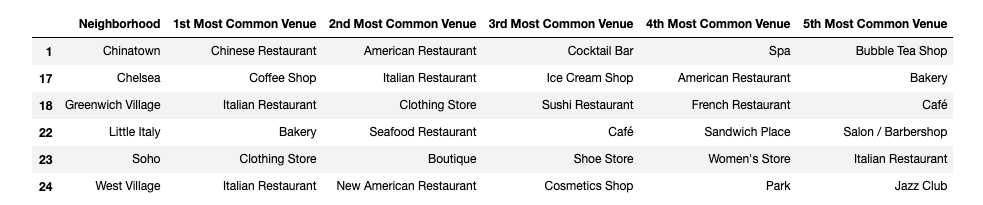 Neighborhood 1st Most Common Venue 2nd Most Common Venue 3rd Most Common Venue 4th Most Common Venue 5th Most Common Venue
1 Chinatown Chinese Restaurant American Restaurant Cocktail Bar Spa Bubble Tea Shop
17 Chelsea Coffee Shop Italian Restaurant Ice Cream Shop American Restaurant Bakery
18 Greenwich Village Italian Restaurant Clothing Store Sushi Restaurant French Restaurant Café
22 Little Italy Bakery Seafood Restaurant Café Sandwich Place Salon / Barbershop
23 Soho Clothing Store Boutique Shoe Store Women's Store Italian Restaurant
24 West Village Italian Restaurant New American Restaurant Cosmetics Shop Park Jazz Club